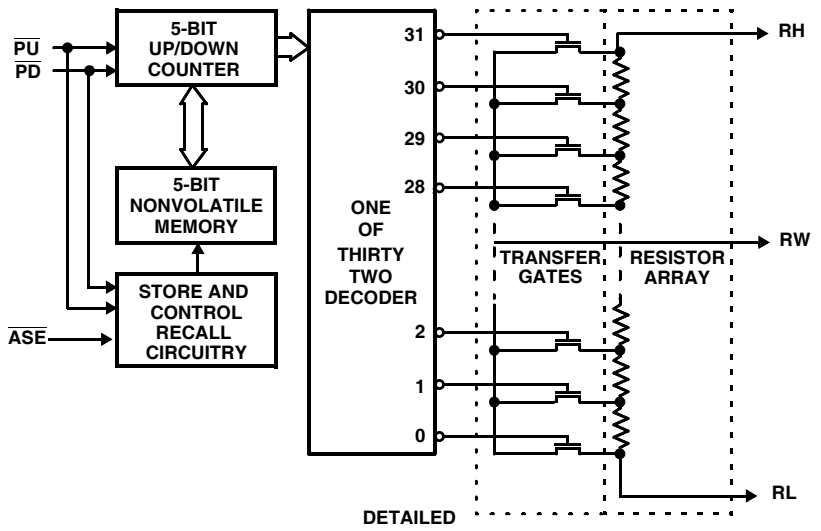 PU
PD
ASE
5-BIT
UP/DOWN
COUNTER
5-BIT
NONVOLATILE
MEMORY
STORE AND
CONTROL
RECALL
CIRCUITRY
ONE
OF
THIRTY
TWO
DECODER
31
30
29
28
2
1
0
TRANSFER
GATES
RESISTOR
ARRAY
RH
RW
RL
DETAILED